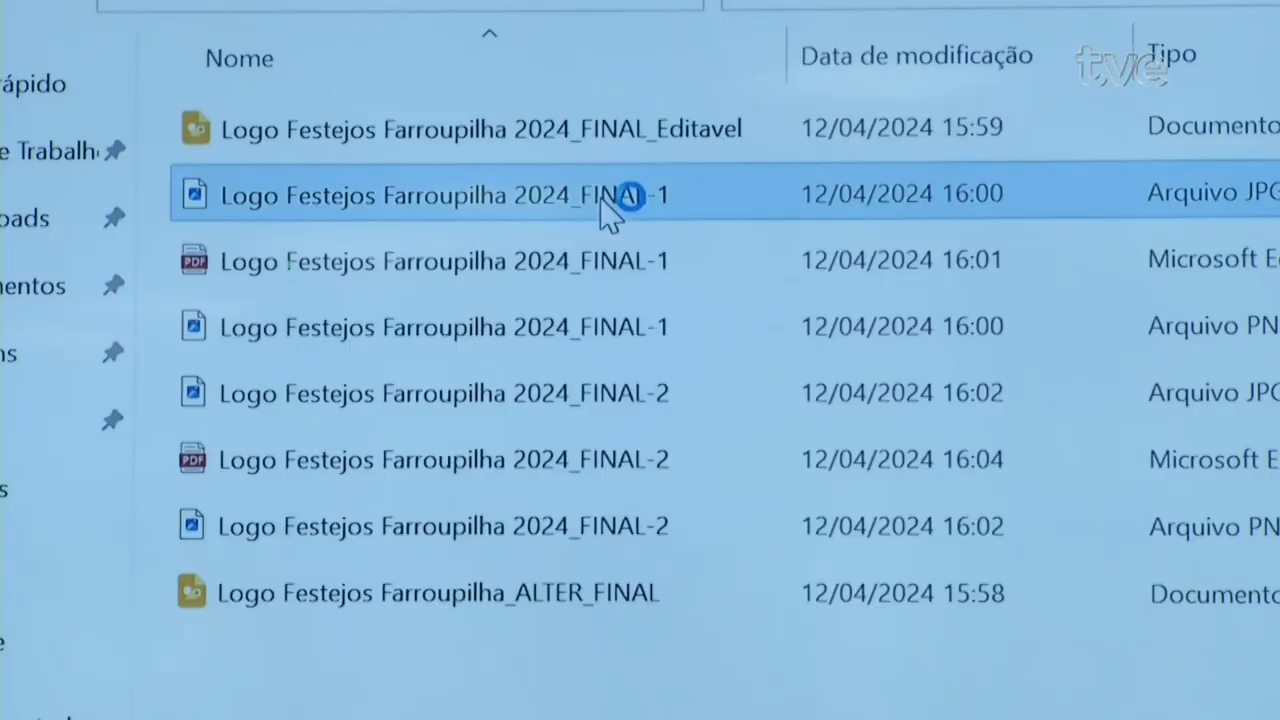 Nome Data de modificação Tipo
tve
ápido
Logo Festejos Farroupilha 2024_FINAL_Editavel 12/04/2024 15:59 Documento
e Trabalh
Logo Festejos Farroupilha 2024_FINAL-1 12/04/2024 16:00 Arquivo JPG
oads
Logo Festejos Farroupilha 2024_FINAL-1 12/04/2024 16:01 Microsoft E
PDF
mentos
Logo Festejos Farroupilha 2024_FINAL-1 12/04/2024 16:00 Arquivo PN
ns
Logo Festejos Farroupilha 2024_FINAL-2 12/04/2024 16:02 Arquivo JPG
Logo Festejos Farroupilha 2024_FINAL-2 12/04/2024 16:04 Microsoft E
PDF
s
Logo Festejos Farroupilha 2024_FINAL-2 12/04/2024 16:02 Arquivo PN
Logo Festejos Farroupilha_ALTER_FINAL 12/04/2024 15:58 Documento
e